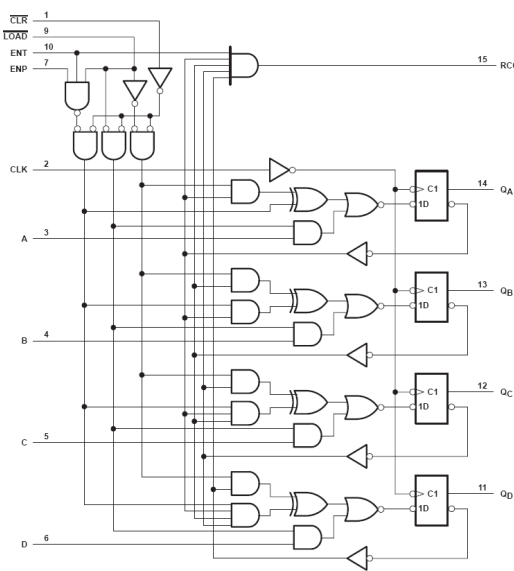 CLR 1
LOAD 9
ENT 10
ENP 7
15 RCO
CLK 2
C1
1D
14 QA
A 3
C1
1D
13 QB
B 4
C1
1D
12 QC
C 5
C1
1D
11 QD
D 6